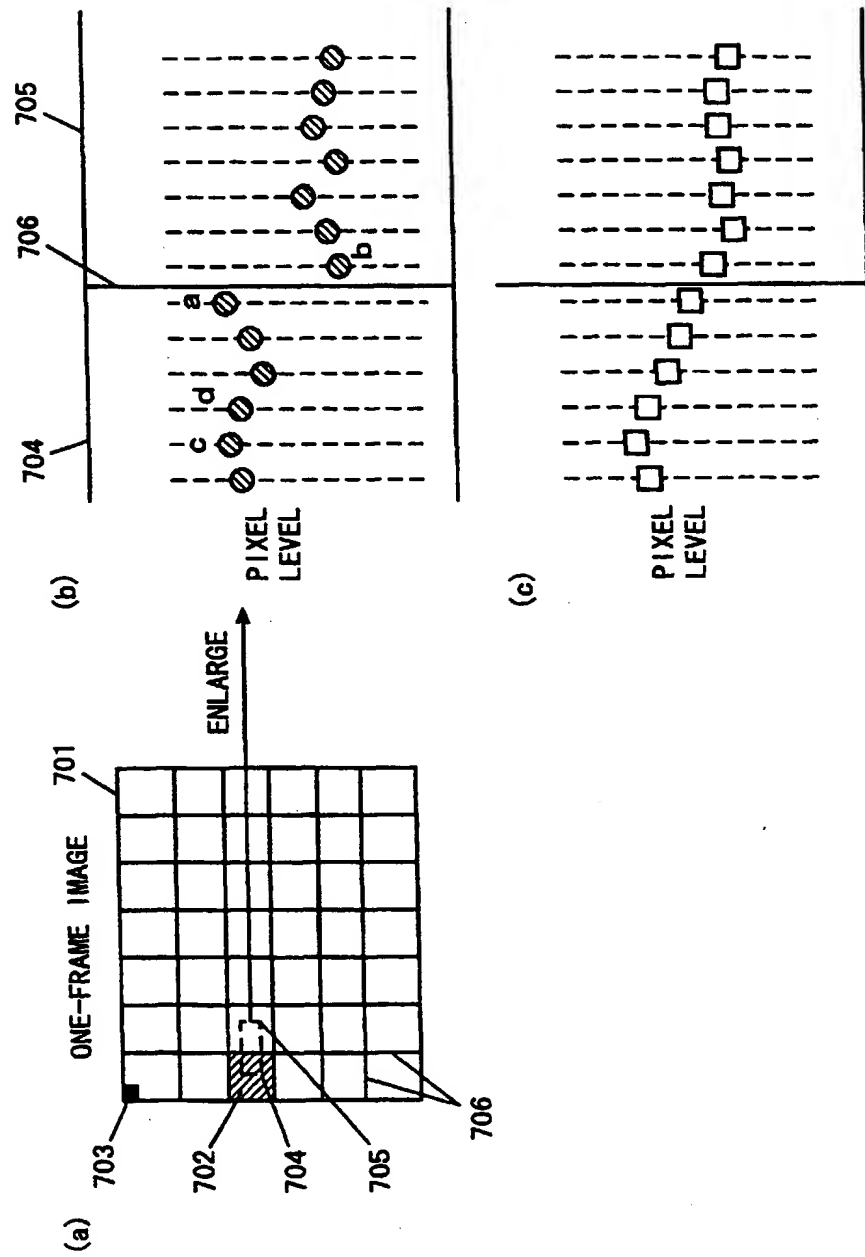 (a)
ONE-FRAME IMAGE
701
703
702
704
705
706
ENLARGE
(b)
704
706
705
PIXEL
LEVEL
c
d
a
b
(c)
PIXEL
LEVEL